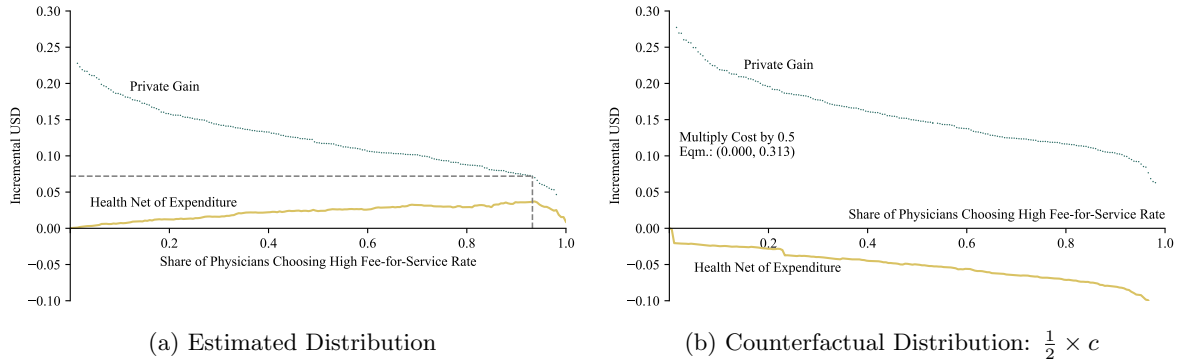 0.30
0.25
0.20
0.15
0.10
0.05
0.00
−0.05
−0.10
Incremental USD
Private Gain
Health Net of Expenditure
0.2
0.4
0.6
0.8
1.0
Share of Physicians Choosing High Fee-for-Service Rate
(a) Estimated Distribution
0.30
0.25
0.20
0.15
0.10
0.05
0.00
−0.05
−0.10
Incremental USD
Private Gain
Multiply Cost by 0.5
Eqm.: (0.000, 0.313)
Share of Physicians Choosing High Fee-for-Service Rate
0.2
0.4
0.6
0.8
1.0
Health Net of Expenditure
(b) Counterfactual Distribution: ½ × c